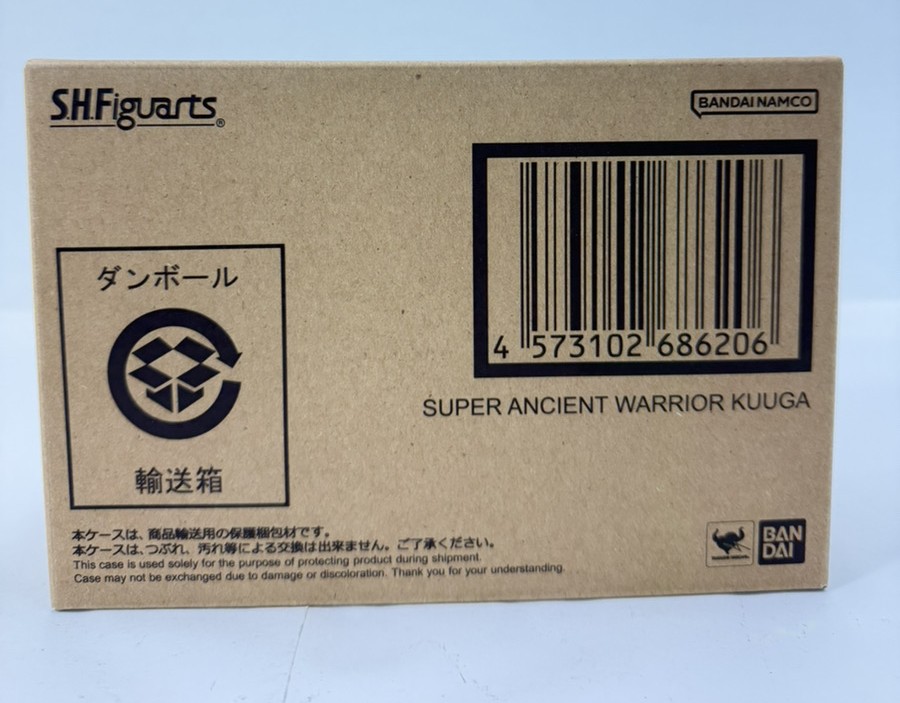 S.H.Figuarts®
BANDAI NAMCO
4 573102 686206
SUPER ANCIENT WARRIOR KUUGA
ダンボール
輸送箱
本ケースは、商品輸送用の保護梱包材です。
本ケースは、つぶれ、汚れ等による交換は出来ません。ご了承ください。
This case is used solely for the purpose of protecting product during shipment.
Case may not be exchanged due to damage or discoloration. Thank you for your understanding.
BAN
DAI